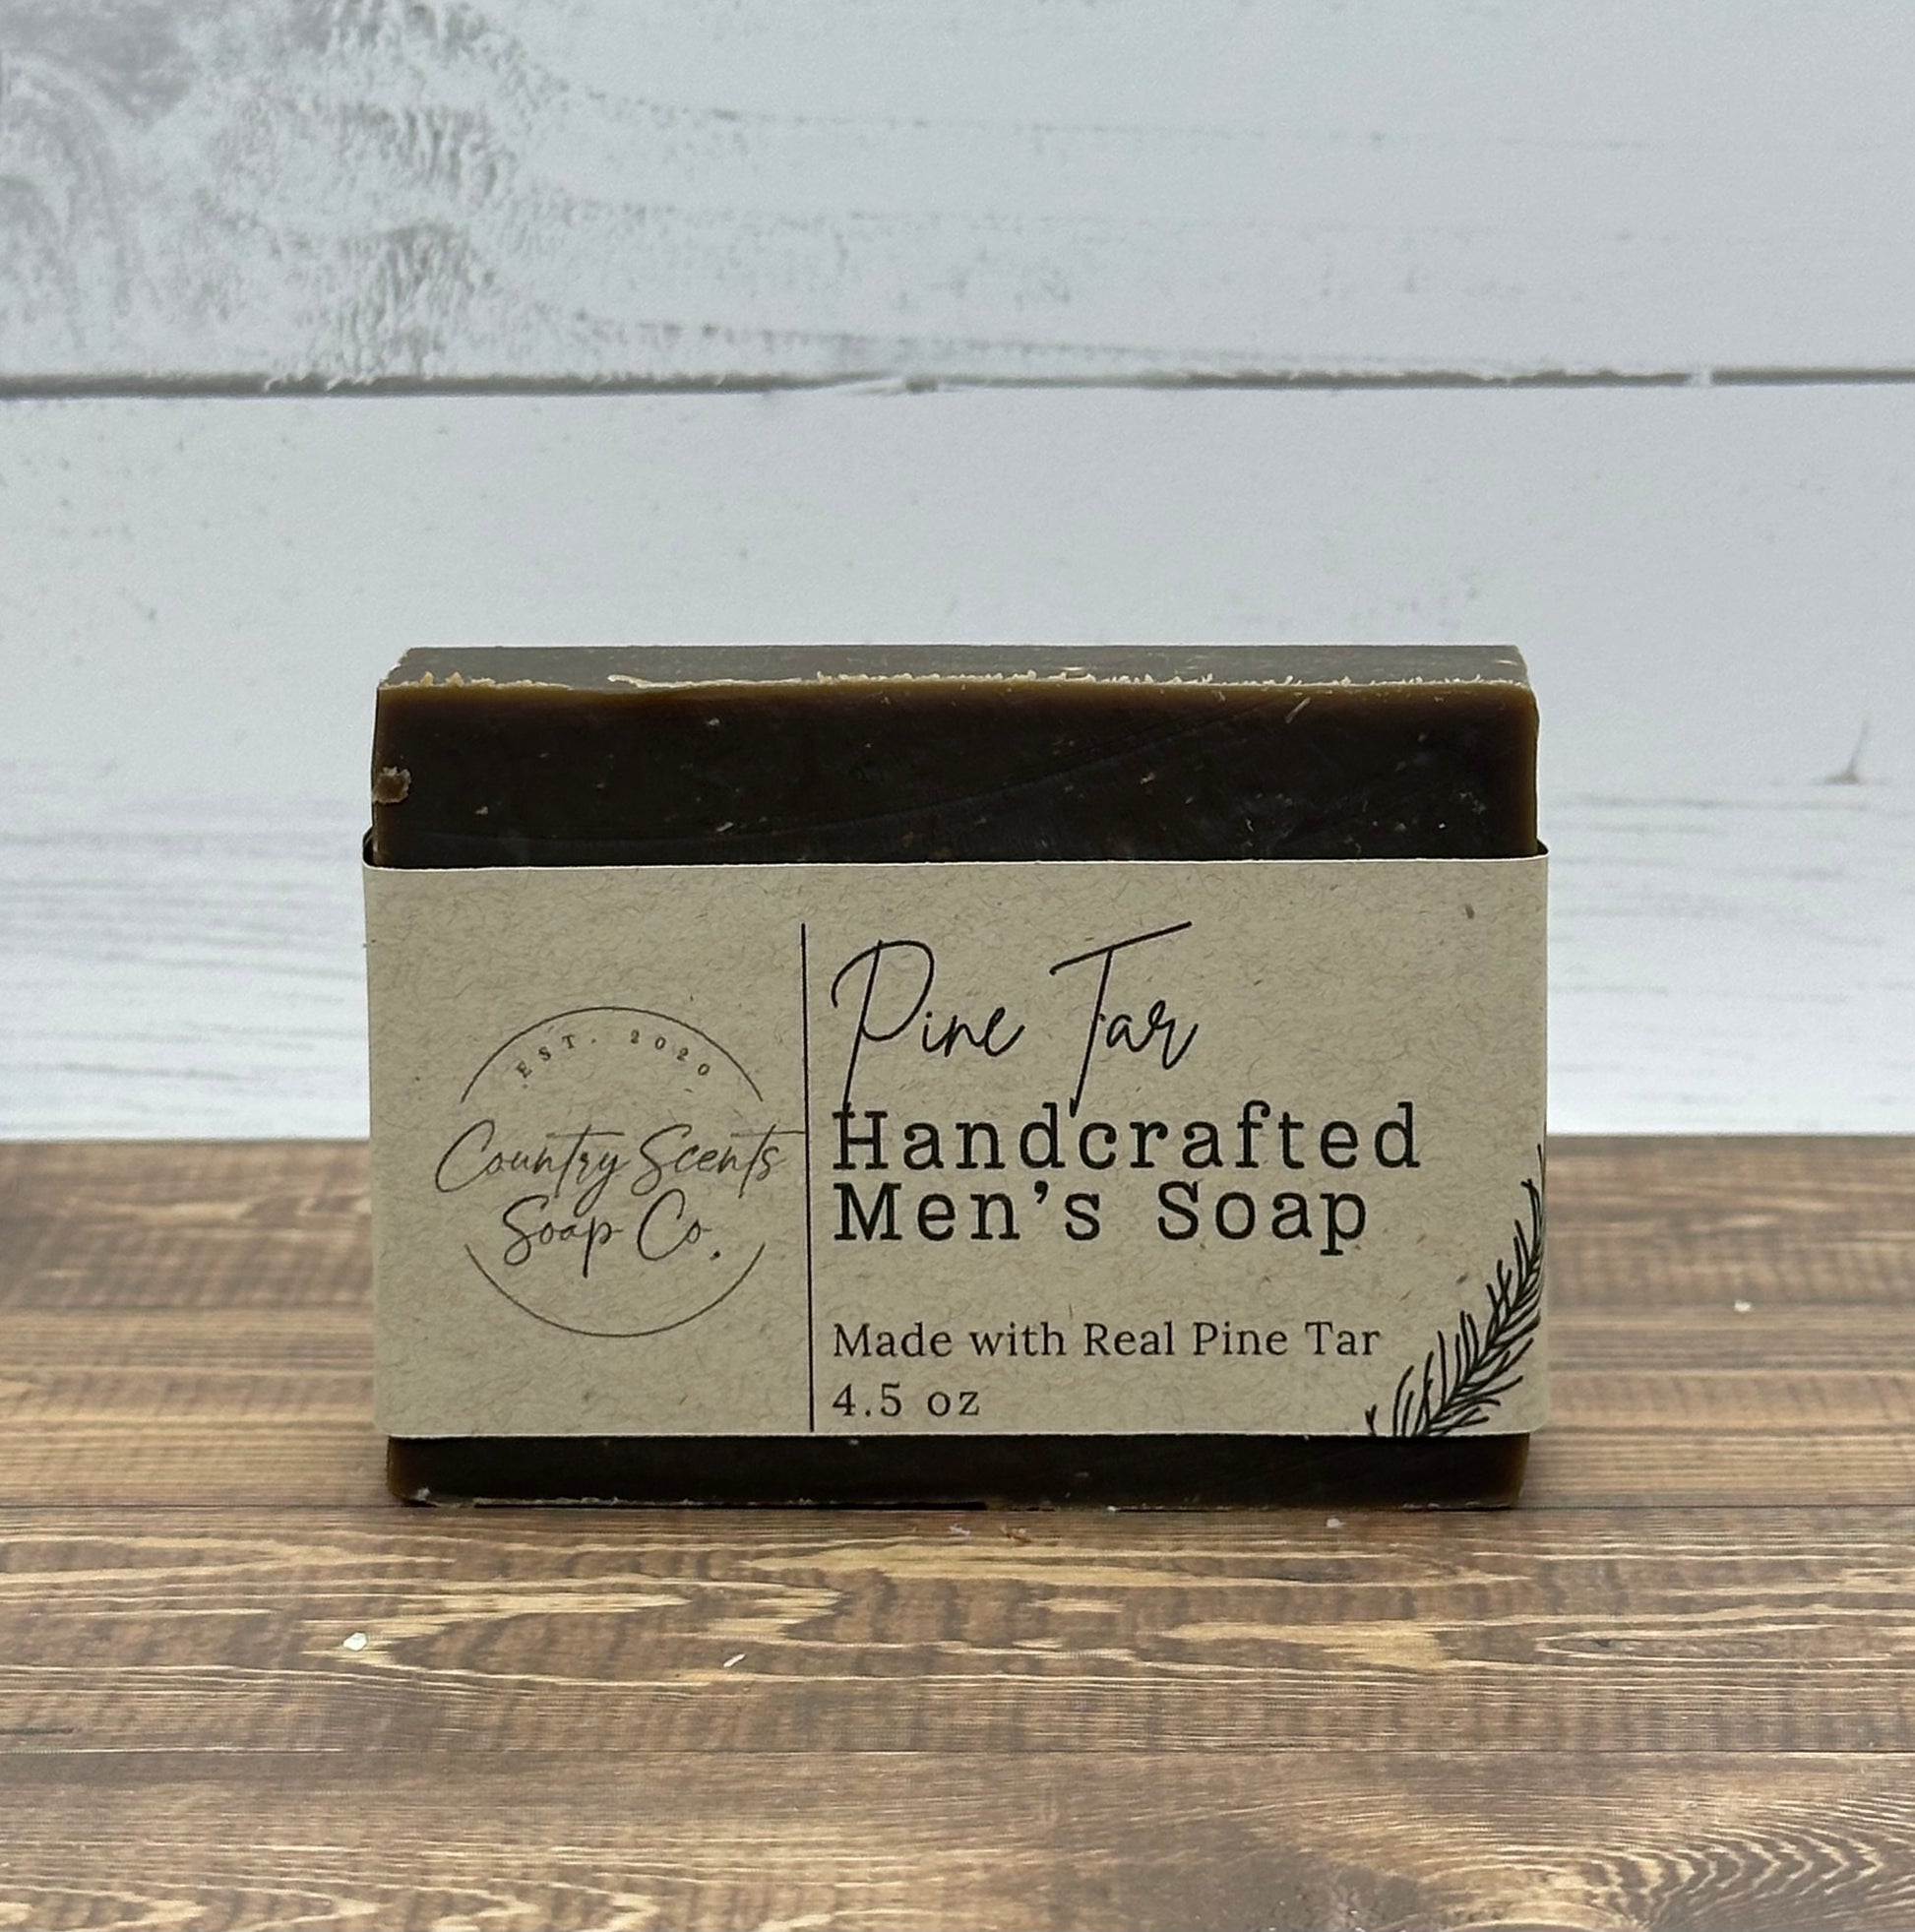 EST. 2020
Country Scents
Soap Co.
Pine Tar
Handcrafted
Men's Soap
Made with Real Pine Tar
4.5 oz